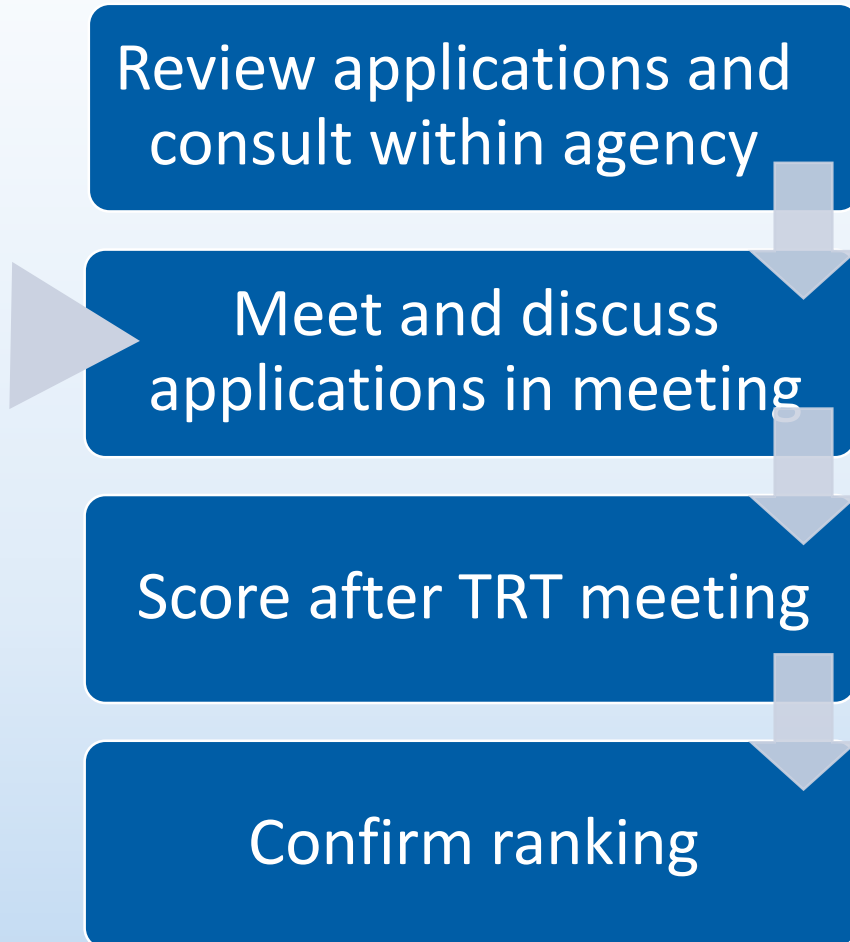 Review applications and
consult within agency
Meet and discuss
applications in meeting
Score after TRT meeting
Confirm ranking